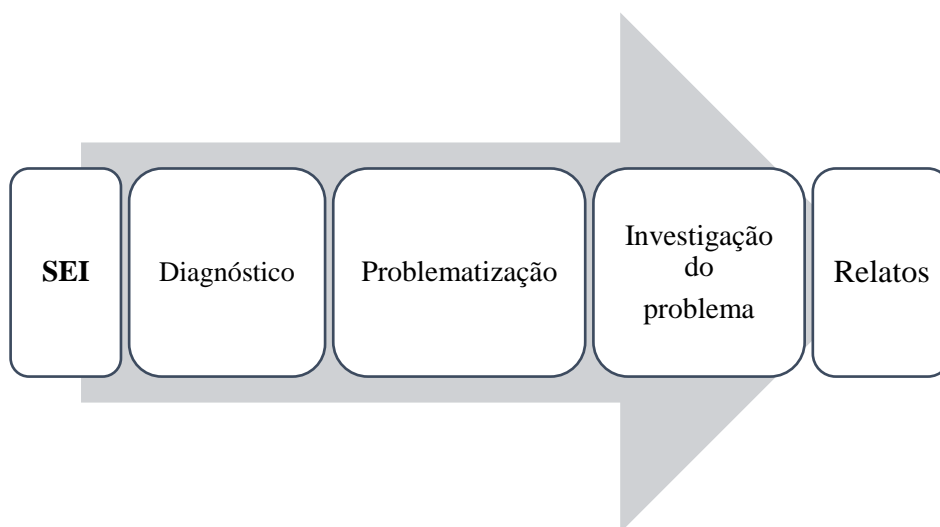 SEI
Diagnóstico
Problematização
Investigação
do
problema
Relatos